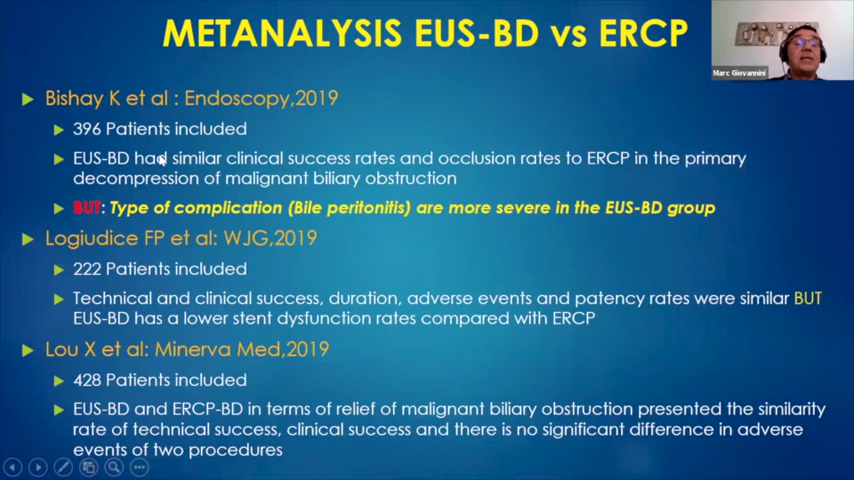 METANALYSIS EUS-BD vs ERCP
Marc Giovannini
Bishay K et al : Endoscopy,2019
396 Patients included
EUS-BD had similar clinical success rates and occlusion rates to ERCP in the primary
decompression of malignant biliary obstruction
BUT: Type of complication (Bile peritonitis) are more severe in the EUS-BD group
Logiudice FP et al: WJG,2019
222 Patients included
Technical and clinical success, duration, adverse events and patency rates were similar BUT
EUS-BD has a lower stent dysfunction rates compared with ERCP
Lou X et al: Minerva Med,2019
428 Patients included
EUS-BD and ERCP-BD in terms of relief of malignant biliary obstruction presented the similarity
rate of technical success, clinical success and there is no significant difference in adverse
events of two procedures